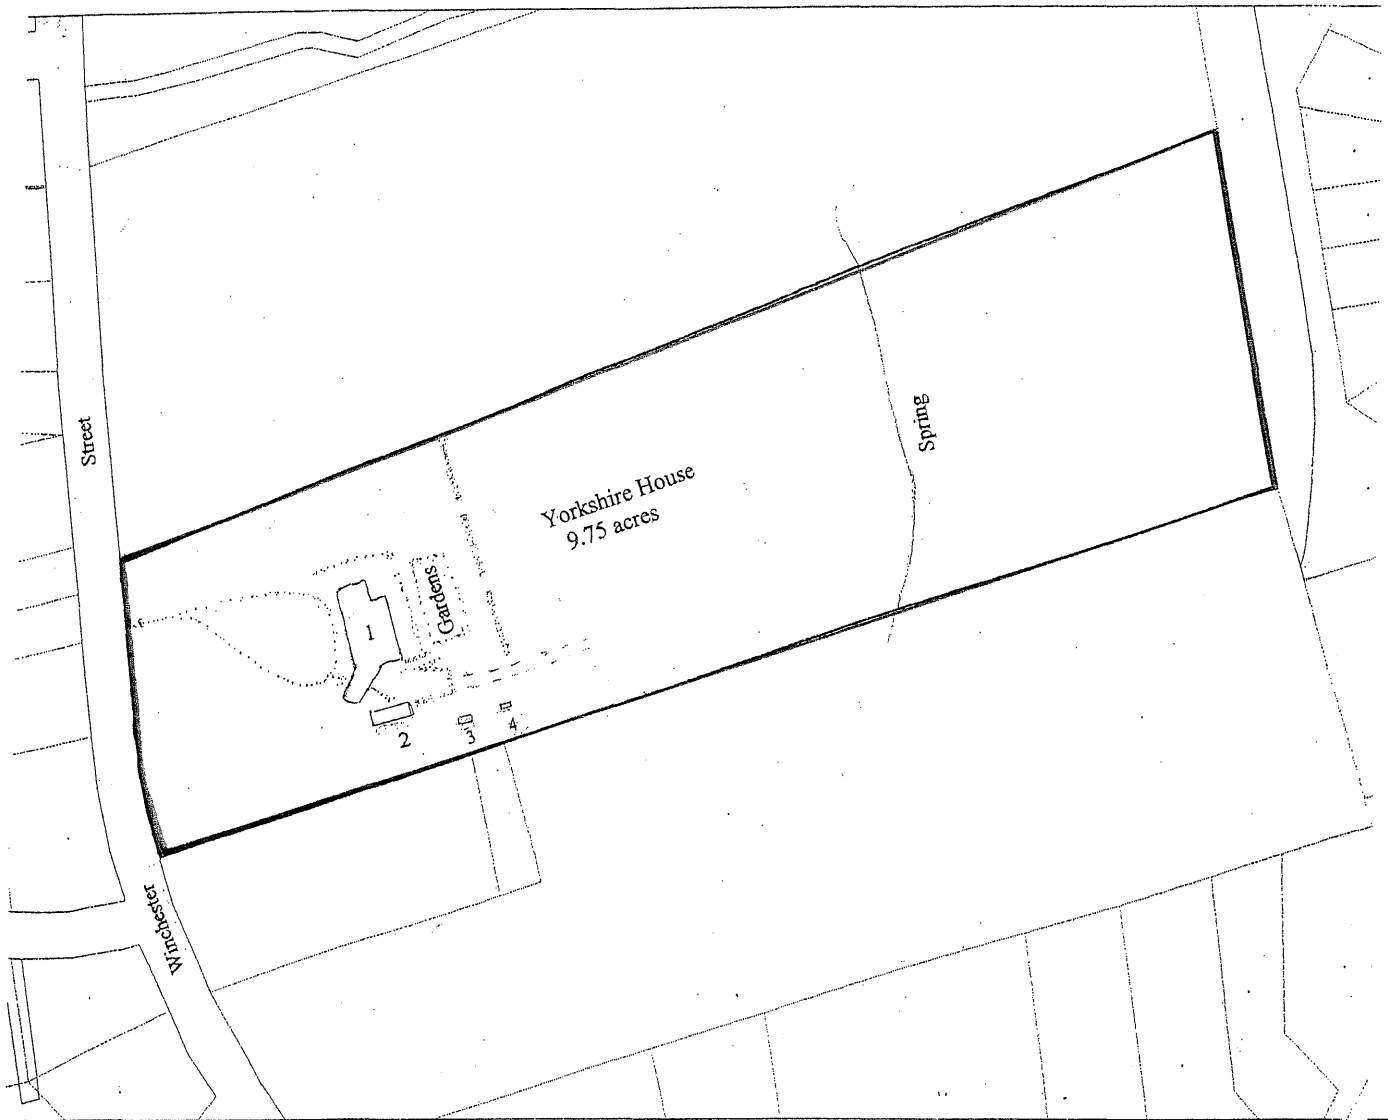 Street
Spring
Yorkshire House
9.75 acres
Gardens
1
2
3
4
Winchester